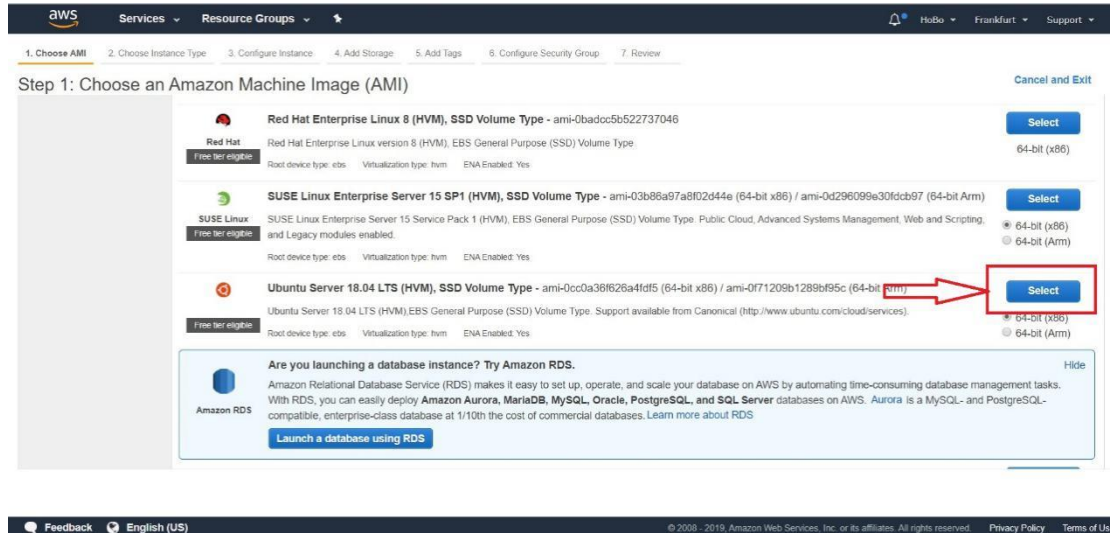 aws Services Resource Groups HoBo Frankfurt Support
1. Choose AMI 2. Choose Instance Type 3. Configure Instance 4. Add Storage 5. Add Tags 6. Configure Security Group 7. Review
Step 1: Choose an Amazon Machine Image (AMI) Cancel and Exit
Red Hat Enterprise Linux 8 (HVM), SSD Volume Type - ami-0badcc5b522737046 Select
Red Hat Red Hat Enterprise Linux version 8 (HVM), EBS General Purpose (SSD) Volume Type 64-bit (x86)
Free tier eligible Root device type: ebs Virtualization type: hvm ENA Enabled: Yes
SUSE Linux Enterprise Server 15 SP1 (HVM), SSD Volume Type - ami-03b86a97a8f02d44e (64-bit x86) / ami-0d296099e30fdcb97 (64-bit Arm) Select
SUSE Linux SUSE Linux Enterprise Server 15 Service Pack 1 (HVM), EBS General Purpose (SSD) Volume Type. Public Cloud, Advanced Systems Management, Web and Scripting, 64-bit (x86)
Free tier eligible and Legacy modules enabled. 64-bit (Arm)
Root device type: ebs Virtualization type: hvm ENA Enabled: Yes
Ubuntu Server 18.04 LTS (HVM), SSD Volume Type - ami-0cc0a36f626a4fdf5 (64-bit x86) / ami-0f71209b1289bf95c (64-bit Arm) Select
Ubuntu Server 18.04 LTS (HVM),EBS General Purpose (SSD) Volume Type. Support available from Canonical (http://www.ubuntu.com/cloud/services). 64-bit (x86)
Free tier eligible Root device type: ebs Virtualization type: hvm ENA Enabled: Yes 64-bit (Arm)
Are you launching a database instance? Try Amazon RDS. Hide
Amazon Relational Database Service (RDS) makes it easy to set up, operate, and scale your database on AWS by automating time-consuming database management tasks.
Amazon RDS With RDS, you can easily deploy Amazon Aurora, MariaDB, MySQL, Oracle, PostgreSQL, and SQL Server databases on AWS. Aurora is a MySQL- and PostgreSQL-
compatible, enterprise-class database at 1/10th the cost of commercial databases. Learn more about RDS
Launch a database using RDS
Feedback English (US) © 2008 - 2019, Amazon Web Services, Inc. or its affiliates. All rights reserved. Privacy Policy Terms of Us